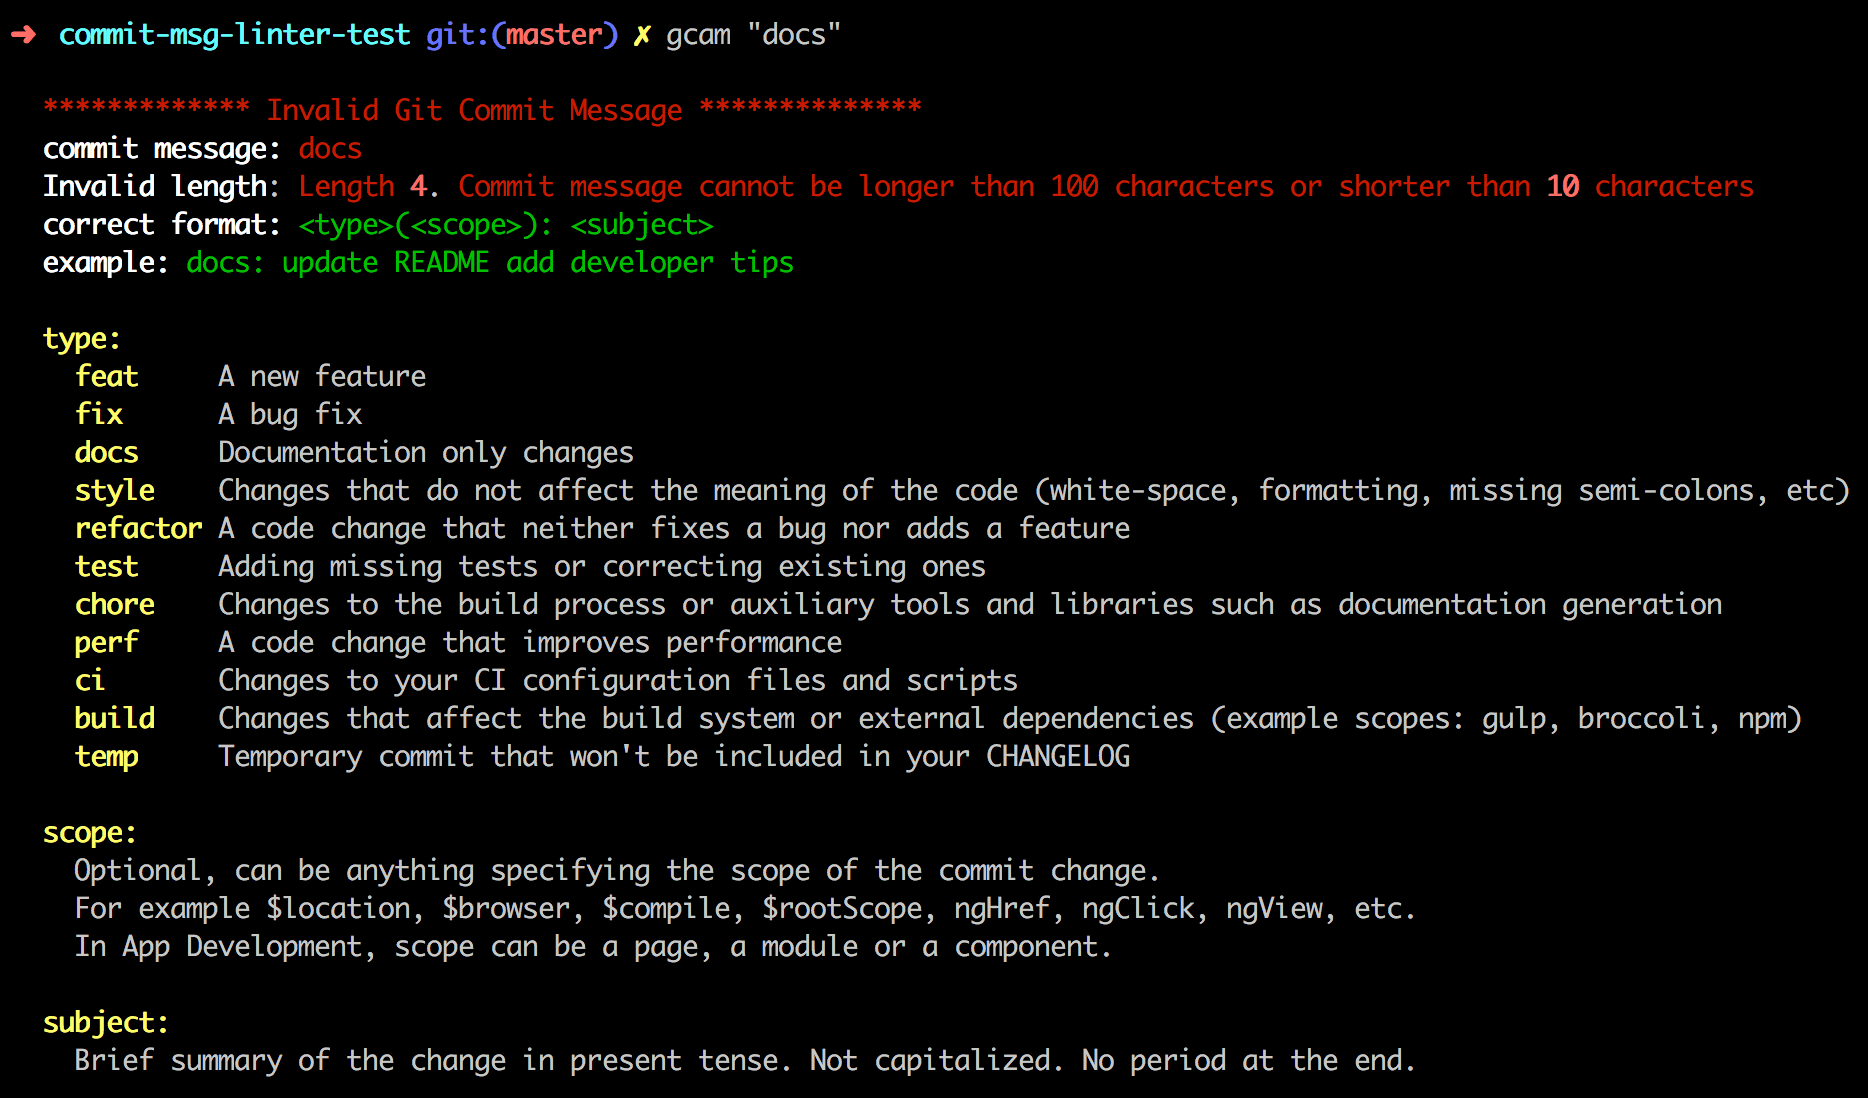 ➜ commit-msg-linter-test git:(master) ✗ gcam "docs"
************* Invalid Git Commit Message **************
commit message: docs
Invalid length: Length 4. Commit message cannot be longer than 100 characters or shorter than 10 characters
correct format: <type>(<scope>): <subject>
example: docs: update README add developer tips
type:
feat A new feature
fix A bug fix
docs Documentation only changes
style Changes that do not affect the meaning of the code (white-space, formatting, missing semi-colons, etc)
refactor A code change that neither fixes a bug nor adds a feature
test Adding missing tests or correcting existing ones
chore Changes to the build process or auxiliary tools and libraries such as documentation generation
perf A code change that improves performance
ci Changes to your CI configuration files and scripts
build Changes that affect the build system or external dependencies (example scopes: gulp, broccoli, npm)
temp Temporary commit that won't be included in your CHANGELOG
scope:
Optional, can be anything specifying the scope of the commit change.
For example $location, $browser, $compile, $rootScope, ngHref, ngClick, ngView, etc.
In App Development, scope can be a page, a module or a component.
subject:
Brief summary of the change in present tense. Not capitalized. No period at the end.